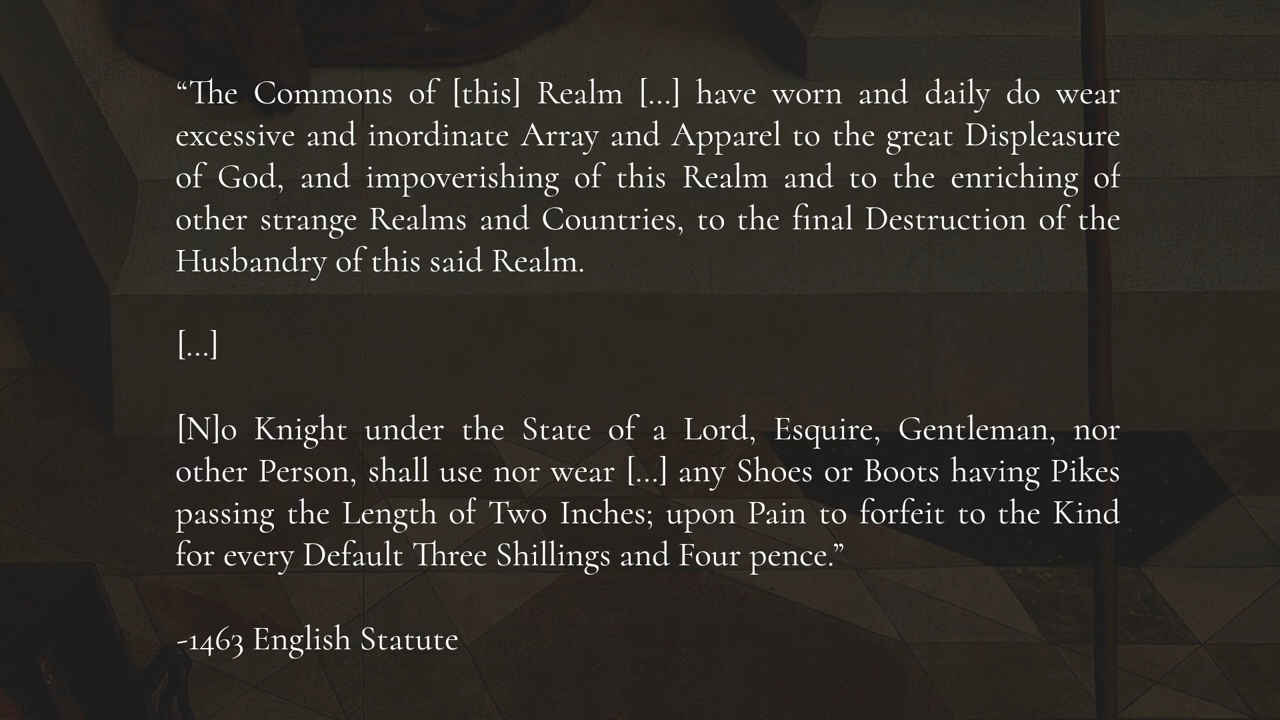 “The Commons of [this] Realm [...] have worn and daily do wear
excessive and inordinate Array and Apparel to the great Displeasure
of God, and impoverishing of this Realm and to the enriching of
other strange Realms and Countries, to the final Destruction of the
Husbandry of this said Realm.
[...]
[N]o Knight under the State of a Lord, Esquire, Gentleman, nor
other Person, shall use nor wear [...] any Shoes or Boots having Pikes
passing the Length of Two Inches; upon Pain to forfeit to the Kind
for every Default Three Shillings and Four pence.”
-1463 English Statute